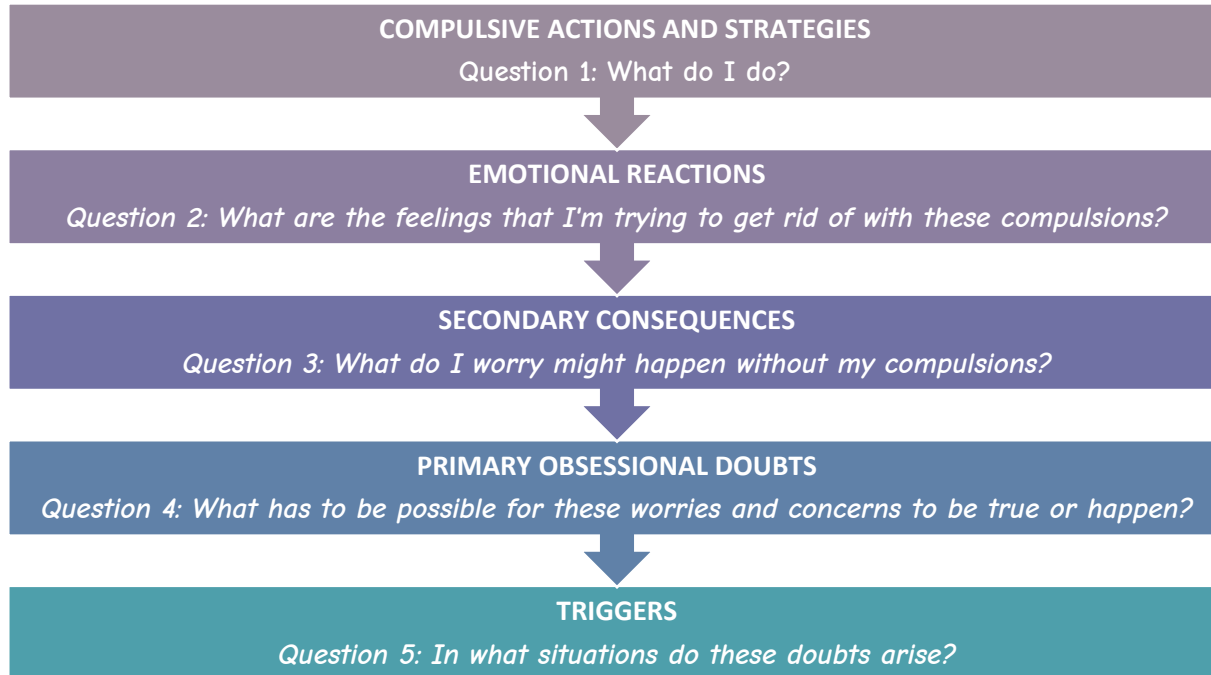 COMPULSIVE ACTIONS AND STRATEGIES
Question 1: What do I do?
EMOTIONAL REACTIONS
Question 2: What are the feelings that I'm trying to get rid of with these compulsions?
SECONDARY CONSEQUENCES
Question 3: What do I worry might happen without my compulsions?
PRIMARY OBSESSIONAL DOUBTS
Question 4: What has to be possible for these worries and concerns to be true or happen?
TRIGGERS
Question 5: In what situations do these doubts arise?